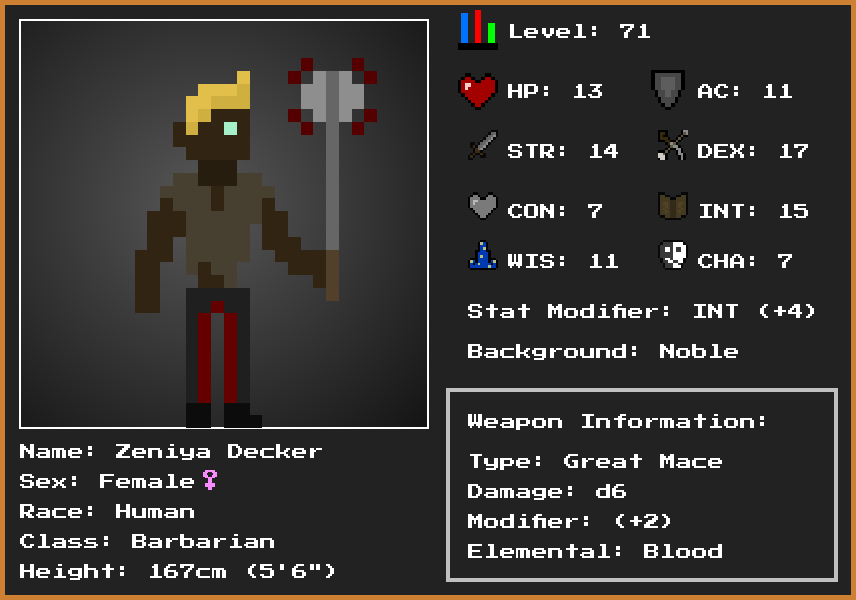 Level: 71
HP: 13
AC: 11
STR: 14
DEX: 17
CON: 7
INT: 15
WIS: 11
CHA: 7
Stat Modifier: INT (+4)
Background: Noble
Weapon Information:
Type: Great Mace
Damage: d6
Modifier: (+2)
Elemental: Blood
Name: Zeniya Decker
Sex: Female♀
Race: Human
Class: Barbarian
Height: 167cm (5'6")